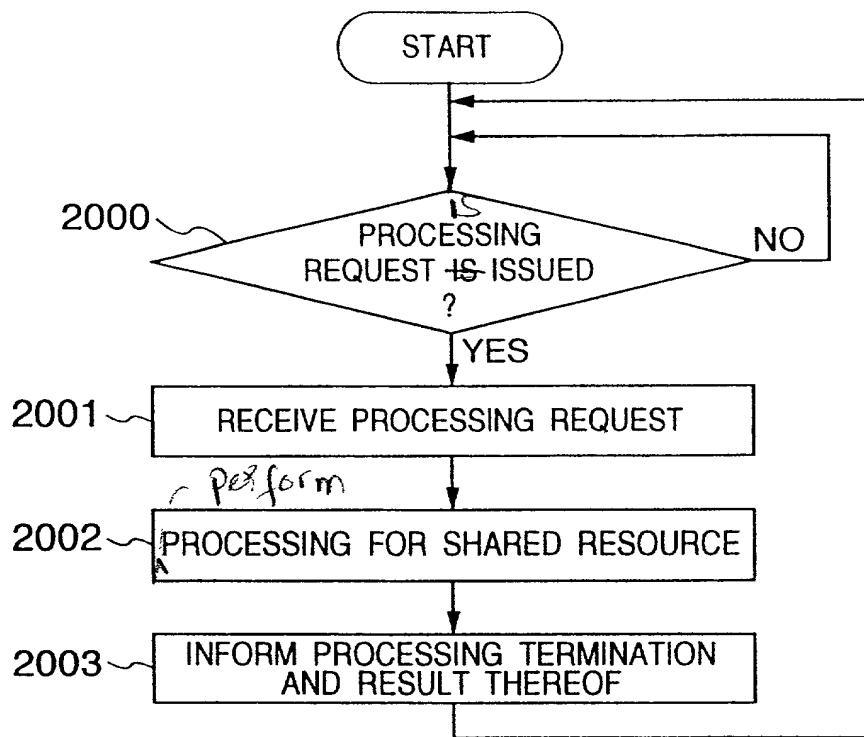 START
2000
IS
PROCESSING
REQUEST IS ISSUED
?
NO
YES
2001
RECEIVE PROCESSING REQUEST
perform
2002
PROCESSING FOR SHARED RESOURCE
2003
INFORM PROCESSING TERMINATION
AND RESULT THEREOF